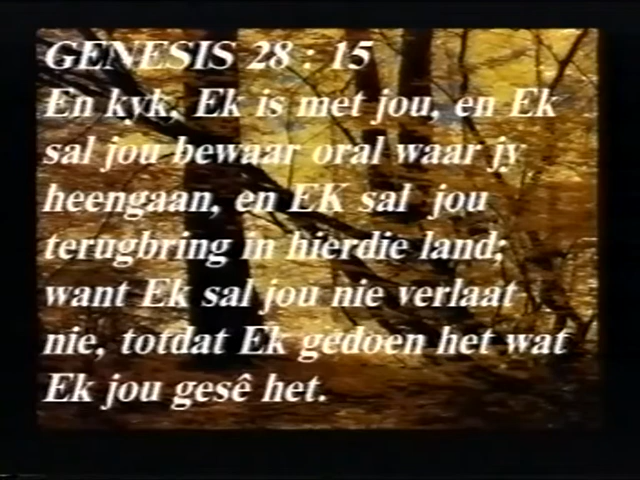 GENESIS 28 : 15
En kyk, Ek is met jou, en Ek
sal jou bewaar oral waar jy
heengaan, en EK sal jou
terugbring in hierdie land;
want Ek sal jou nie verlaat
nie, totdat Ek gedoen het wat
Ek jou gesê het.